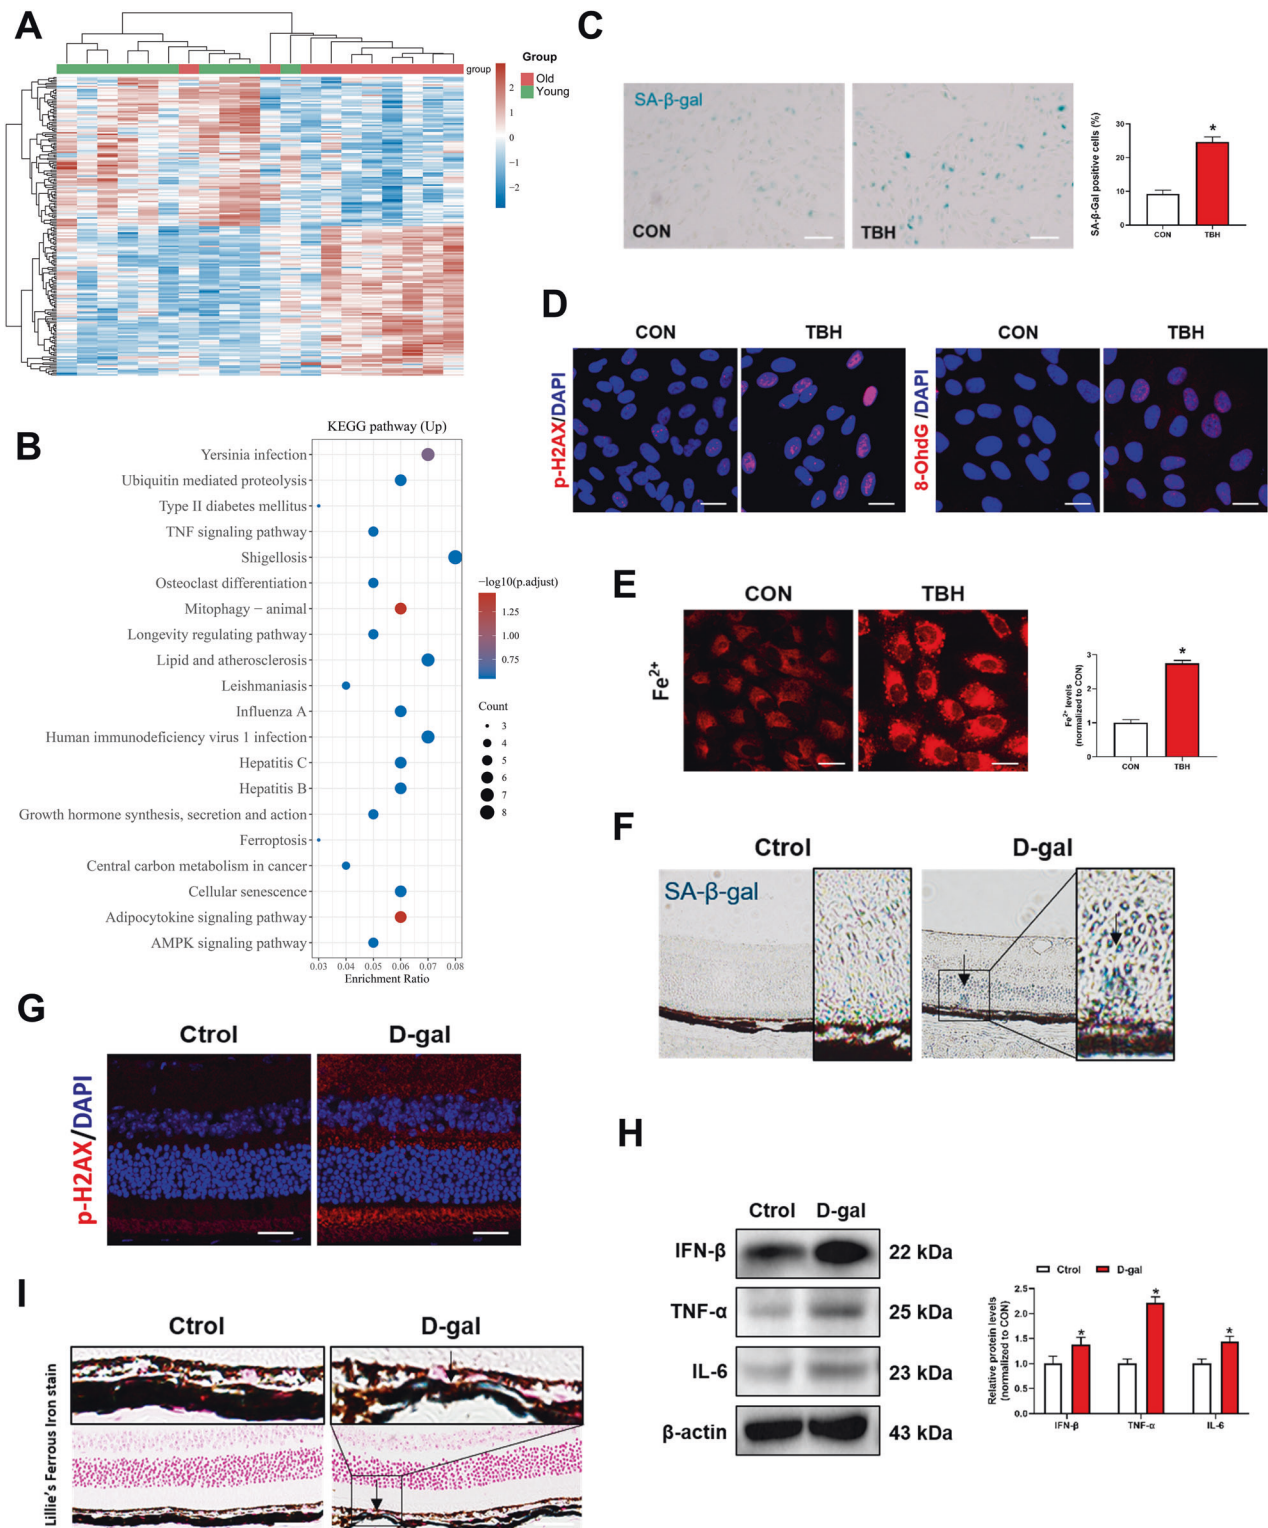 A
group
Group
Old
Young
2
1
0
−1
−2
B
KEGG pathway (Up)
Yersinia infection
Ubiquitin mediated proteolysis
Type II diabetes mellitus
TNF signaling pathway
Shigellosis
Osteoclast differentiation
Mitophagy − animal
Longevity regulating pathway
Lipid and atherosclerosis
Leishmaniasis
Influenza A
Human immunodeficiency virus 1 infection
Hepatitis C
Hepatitis B
Growth hormone synthesis, secretion and action
Ferroptosis
Central carbon metabolism in cancer
Cellular senescence
Adipocytokine signaling pathway
AMPK signaling pathway
0.03 0.04 0.05 0.06 0.07 0.08
Enrichment Ratio
−log10(p.adjust)
1.25
1.00
0.75
Count
3
4
5
6
7
8
C
SA-β-gal
CON
TBH
SA-β-Gal positive cells (%)
30
20
10
0
*
CON TBH
D
CON TBH CON TBH
p-H2AX/DAPI
8-OhdG /DAPI
E
CON TBH
Fe²⁺
Fe²⁺ levels
(normalized to CON)
3
2
1
0
*
CON TBH
F
Ctrol D-gal
SA-β-gal
G
Ctrol D-gal
p-H2AX/DAPI
H
Ctrol D-gal
IFN-β 22 kDa
TNF-α 25 kDa
IL-6 23 kDa
β-actin 43 kDa
Ctrol D-gal
Relative protein levels
(normalized to CON)
2.5
2.0
1.5
1.0
0.5
0.0
* * *
IFN-β TNF-α IL-6
I
Ctrol D-gal
Lillie's Ferrous Iron stain